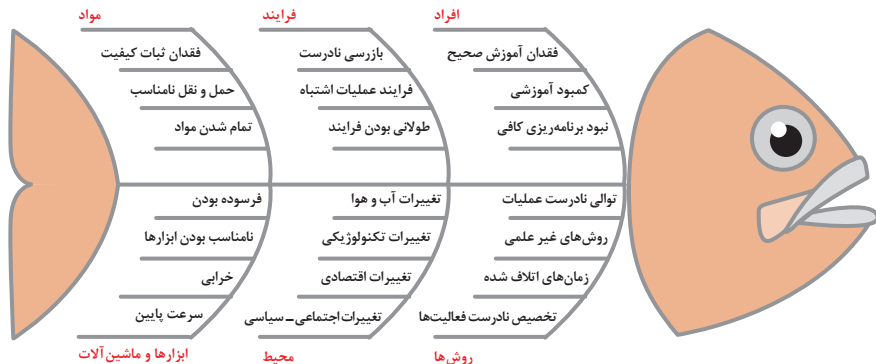 افراد
فقدان آموزش صحیح
کمبود آموزشی
نبود برنامه‌ریزی کافی
فرایند
بازرسی نادرست
فرایند عملیات اشتباه
طولانی بودن فرایند
مواد
فقدان ثبات کیفیت
حمل و نقل نامناسب
تمام شدن مواد
توالی نادرست عملیات
روش‌های غیر علمی
زمان‌های اتلاف شده
تخصیص نادرست فعالیت‌ها
روش‌ها
تغییرات آب و هوا
تغییرات تکنولوژیکی
تغییرات اقتصادی
تغییرات اجتماعی ـ سیاسی
محیط
فرسوده بودن
نامناسب بودن ابزارها
خرابی
سرعت پایین
ابزارها و ماشین آلات